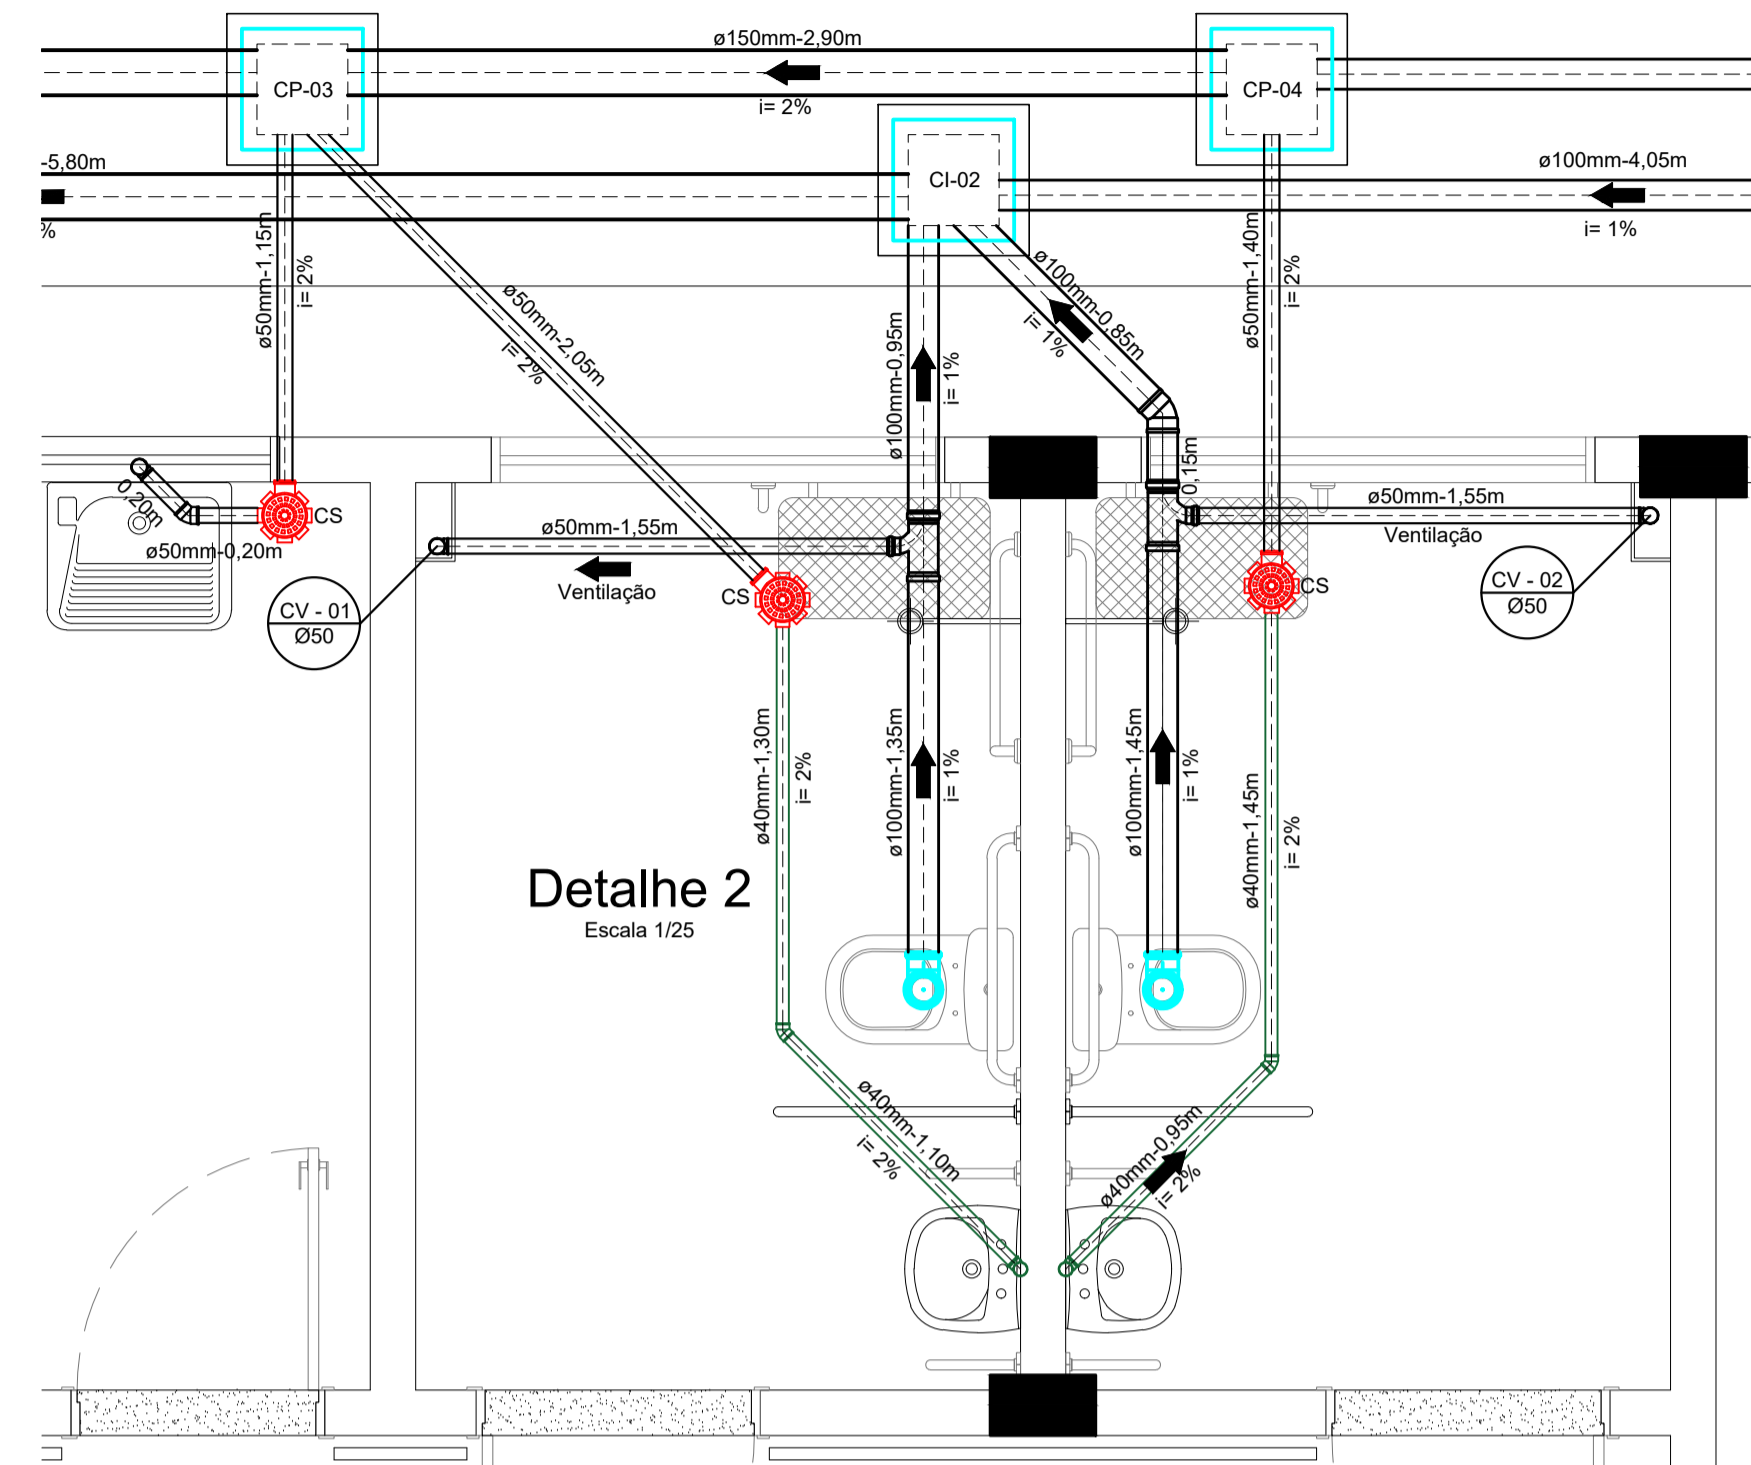 ø150mm-2,90m
CP-03
CP-04
i= 2%
-5,80m
CI-02
ø100mm-4,05m
%
i= 1%
ø50mm-1,15m
i= 2%
ø50mm-2,05m
i= 2%
ø100mm-0,95m
i= 1%
ø100mm-0,85m
i= 1%
ø50mm-1,40m
i= 2%
0,15m
0,20m
CS
ø50mm-0,20m
ø50mm-1,55m
Ventilação
CV - 01
Ø50
CS
ø50mm-1,55m
Ventilação
CS
CV - 02
Ø50
ø40mm-1,30m
i= 2%
ø100mm-1,35m
i= 1%
ø100mm-1,45m
i= 1%
ø40mm-1,45m
i= 2%
Detalhe 2
Escala 1/25
ø40mm-1,10m
i= 2%
ø40mm-0,95m
i= 2%